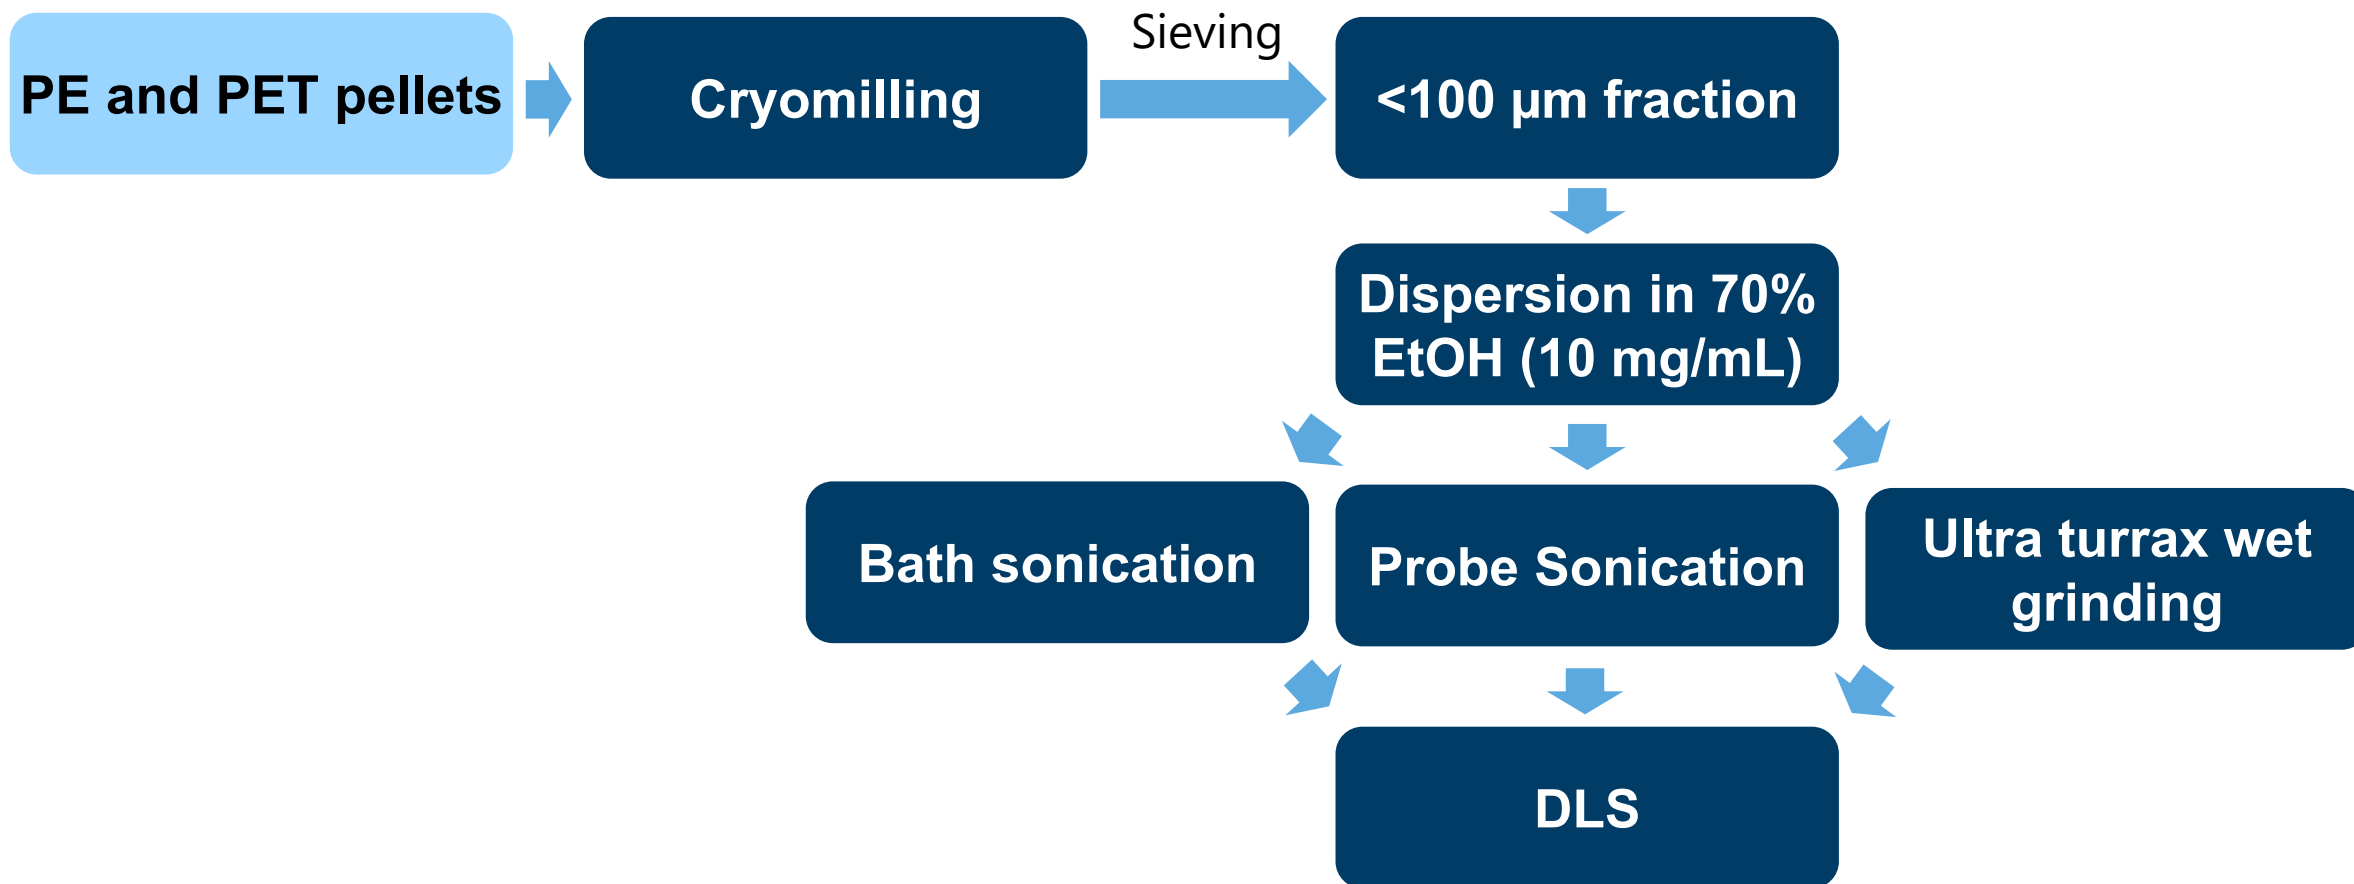 PE and PET pellets
Cryomilling
Sieving
<100 µm fraction
Dispersion in 70%
EtOH (10 mg/mL)
Bath sonication
Probe Sonication
Ultra turrax wet
grinding
DLS